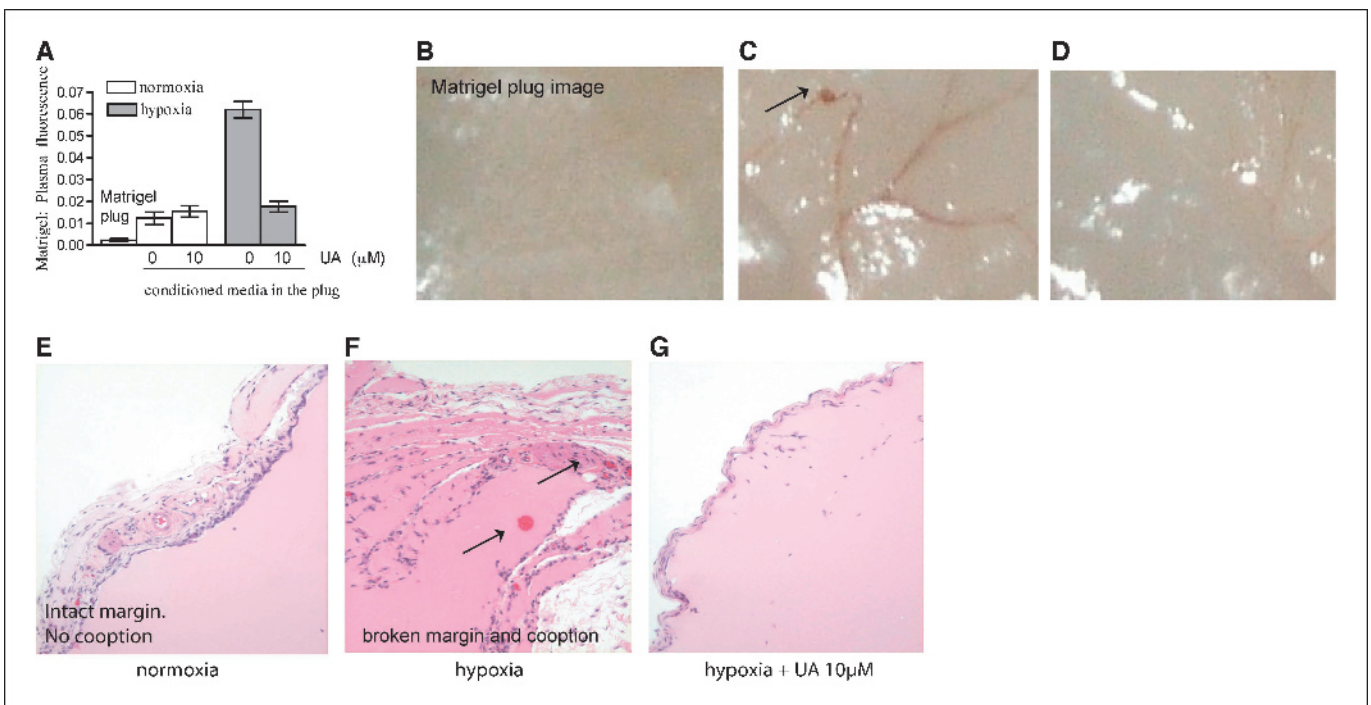 A
Matrigel: Plasma fluorescence
0.07
0.06
0.05
0.04
0.03
0.02
0.01
0.00
normoxia
hypoxia
Matrigel
plug
0 10 0 10 UA (μM)
conditioned media in the plug
B
Matrigel plug image
C
D
E
Intact margin.
No cooption
normoxia
F
broken margin and cooption
hypoxia
G
hypoxia + UA 10μM